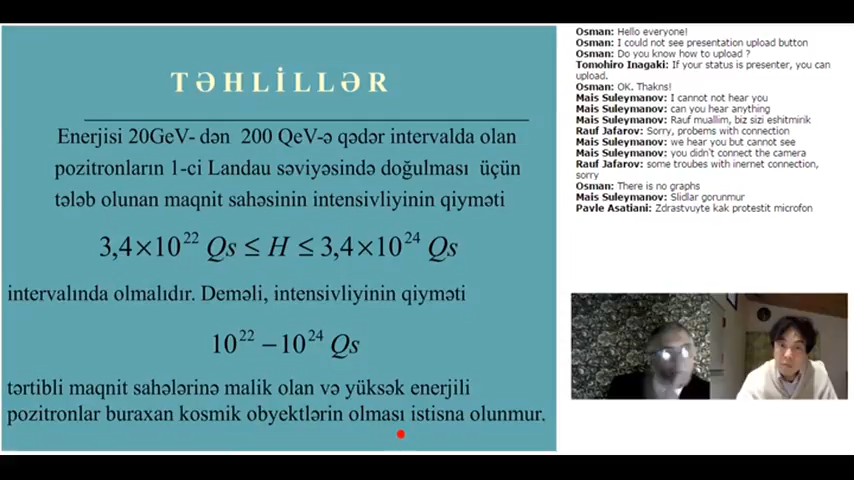 TƏHLİLLƏR
Enerjisi 20GeV- dən 200 QeV-ə qədər intervalda olan
pozitronların 1-ci Landau səviyəsində doğulması üçün
tələb olunan maqnit sahəsinin intensivliyinin qiyməti
3,4×10²² Qs ≤ H ≤ 3,4×10²⁴ Qs
intervalında olmalıdır. Deməli, intensivliyinin qiyməti
10²² – 10²⁴ Qs
tərtibli maqnit sahələrinə malik olan və yüksək enerjili
pozitronlar buraxan kosmik obyektlərin olması istisna olunmur.
Osman: Hello everyone!
Osman: I could not see presentation upload button
Osman: Do you know how to upload ?
Tomohiro Inagaki: If your status is presenter, you can
upload.
Osman: OK. Thakns!
Mais Suleymanov: I cannot not hear you
Mais Suleymanov: can you hear anything
Mais Suleymanov: Rauf muallim, biz sizi eshitmirik
Rauf Jafarov: Sorry, probems with connection
Mais Suleymanov: we hear you but cannot see
Mais Suleymanov: you didn't connect the camera
Rauf Jafarov: some troubes with inernet connection,
sorry
Osman: There is no graphs
Mais Suleymanov: Slidlar gorunmur
Pavle Asatiani: Zdrastvuyte kak protestit microfon